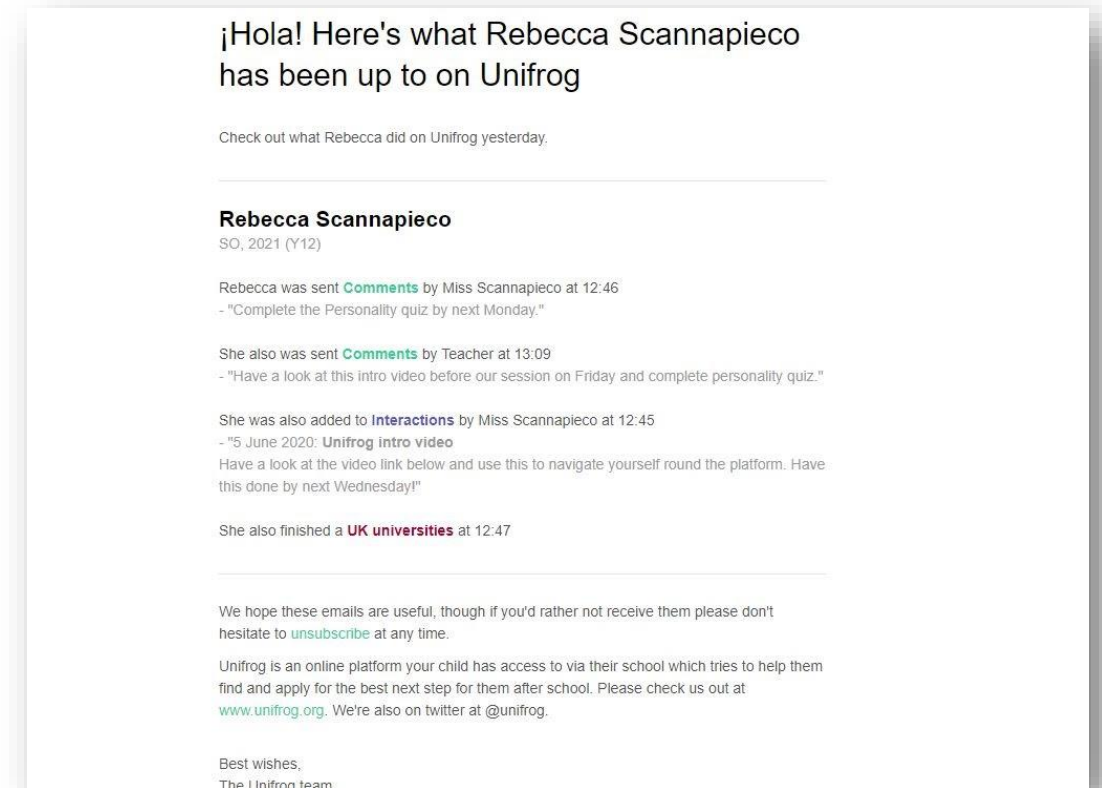 ¡Hola! Here's what Rebecca Scannapieco
has been up to on Unifrog
Check out what Rebecca did on Unifrog yesterday.
Rebecca Scannapieco
SO, 2021 (Y12)
Rebecca was sent Comments by Miss Scannapieco at 12:46
- "Complete the Personality quiz by next Monday."
She also was sent Comments by Teacher at 13:09
- "Have a look at this intro video before our session on Friday and complete personality quiz."
She was also added to Interactions by Miss Scannapieco at 12:45
- "5 June 2020: Unifrog intro video
Have a look at the video link below and use this to navigate yourself round the platform. Have
this done by next Wednesday!"
She also finished a UK universities at 12:47
We hope these emails are useful, though if you'd rather not receive them please don't
hesitate to unsubscribe at any time.
Unifrog is an online platform your child has access to via their school which tries to help them
find and apply for the best next step for them after school. Please check us out at
www.unifrog.org. We're also on twitter at @unifrog.
Best wishes,
The Unifrog team